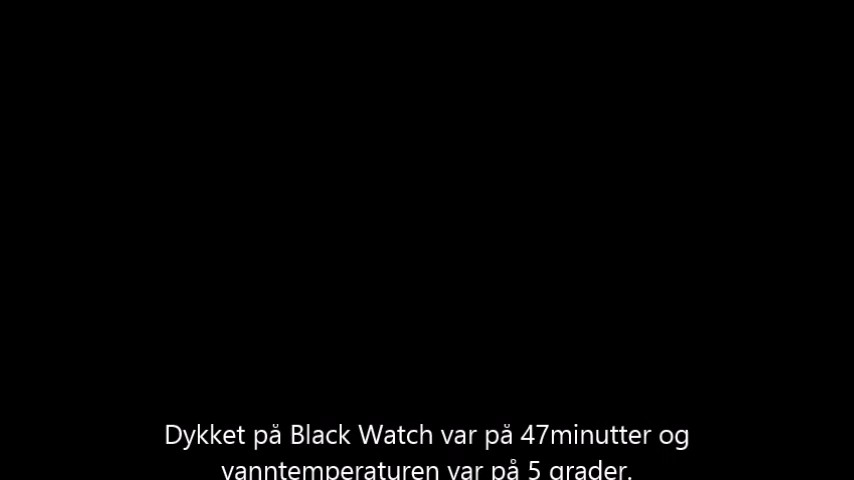 Dykket på Black Watch var på 47minutter og
vanntemperaturen var på 5 grader.